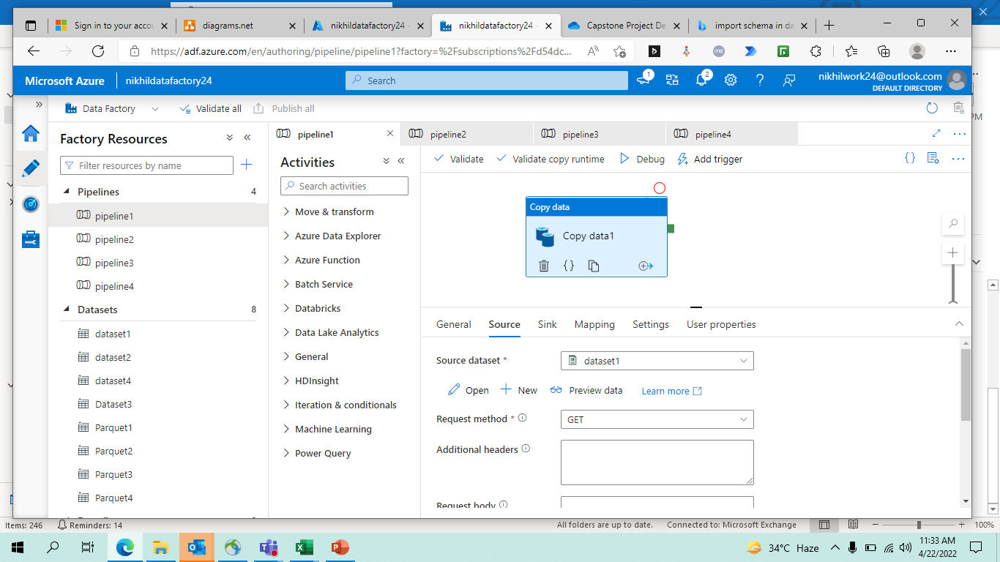 Sign in to your accou
diagrams.net
nikhildatafactory24 -
nikhildatafactory24 -
Capstone Project De
import schema in da
https://adf.azure.com/en/authoring/pipeline/pipeline1?factory=%2Fsubscriptions%2Fd54dc...
Microsoft Azure
nikhildatafactory24
Search
1
2
nikhilwork24@outlook.com
DEFAULT DIRECTORY
Data Factory
Validate all
Publish all
PM
Factory Resources
Filter resources by name
Pipelines 4
pipeline1
pipeline2
pipeline3
pipeline4
Datasets 8
dataset1
dataset2
dataset4
Dataset3
Parquet1
Parquet2
Parquet3
Parquet4
pipeline1
pipeline2
pipeline3
pipeline4
Activities
Search activities
Move & transform
Azure Data Explorer
Azure Function
Batch Service
Databricks
Data Lake Analytics
General
HDInsight
Iteration & conditionals
Machine Learning
Power Query
Validate
Validate copy runtime
Debug
Add trigger
Copy data
Copy data1
General
Source
Sink
Mapping
Settings
User properties
Source dataset *
dataset1
Open
New
Preview data
Learn more
Request method *
GET
Additional headers
Request body
Items: 246
Reminders: 14
All folders are up to date.
Connected to: Microsoft Exchange
100%
34°C Haze
11:33 AM
4/22/2022